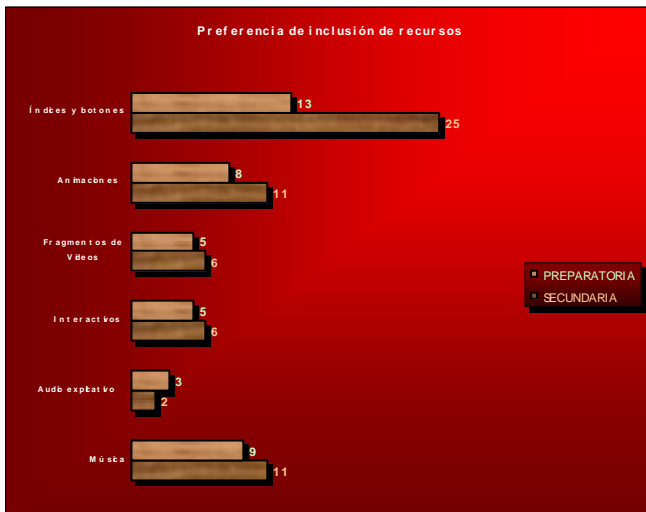 Preferencia de inclusión de recursos
Índices y botones
13
25
Animaciones
8
11
Fragmentos de
Videos
5
6
PREPARATORIA
SECUNDARIA
Interactivos
5
6
Audio explicativo
3
2
Música
9
11